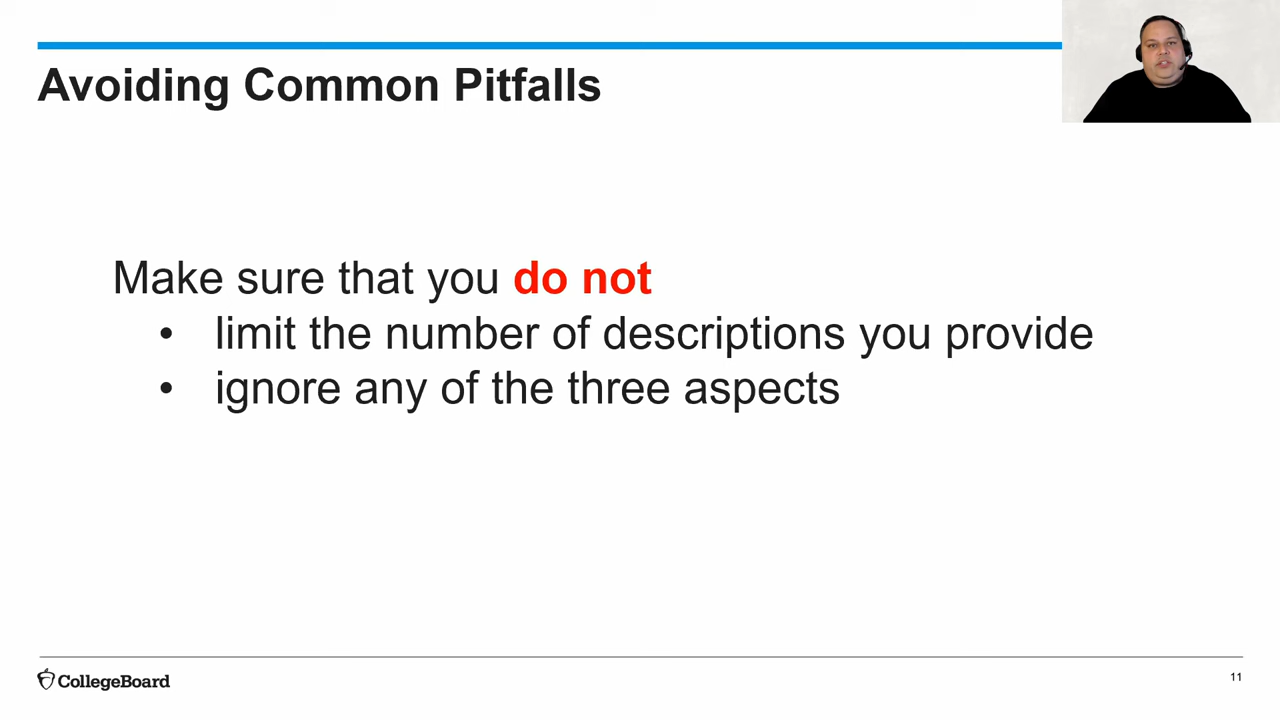 Avoiding Common Pitfalls
Make sure that you do not
• limit the number of descriptions you provide
• ignore any of the three aspects
CollegeBoard
11